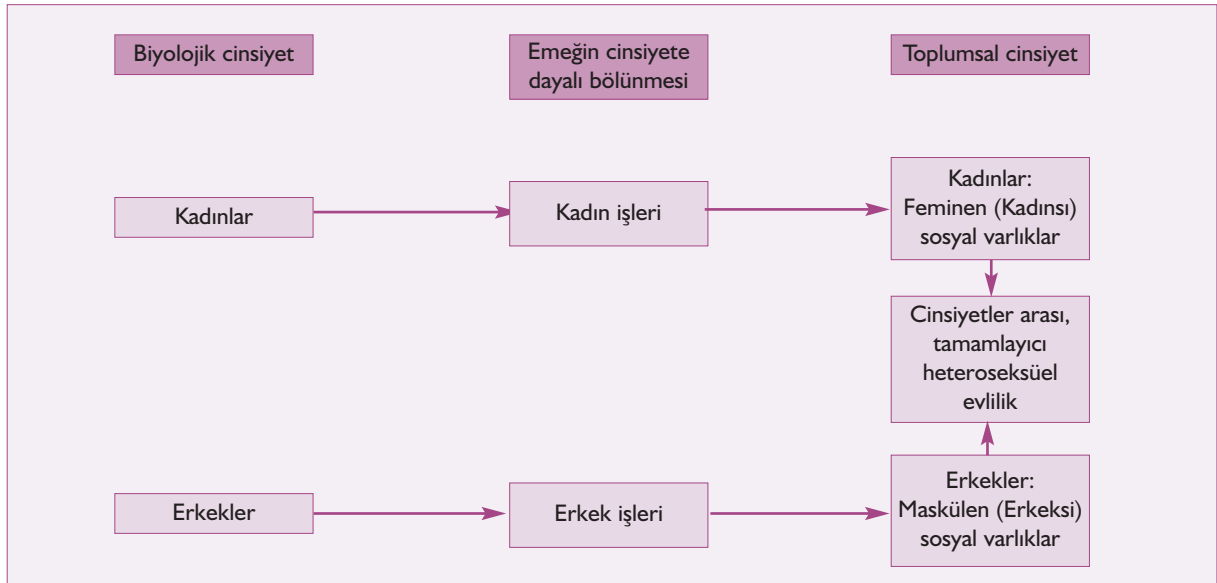 Biyolojik cinsiyet
Emeğin cinsiyete
dayalı bölünmesi
Toplumsal cinsiyet
Kadınlar
Kadın işleri
Kadınlar:
Feminen (Kadınsı)
sosyal varlıklar
Cinsiyetler arası,
tamamlayıcı
heteroseksüel
evlilik
Erkekler
Erkek işleri
Erkekler:
Maskülen (Erkeksi)
sosyal varlıklar